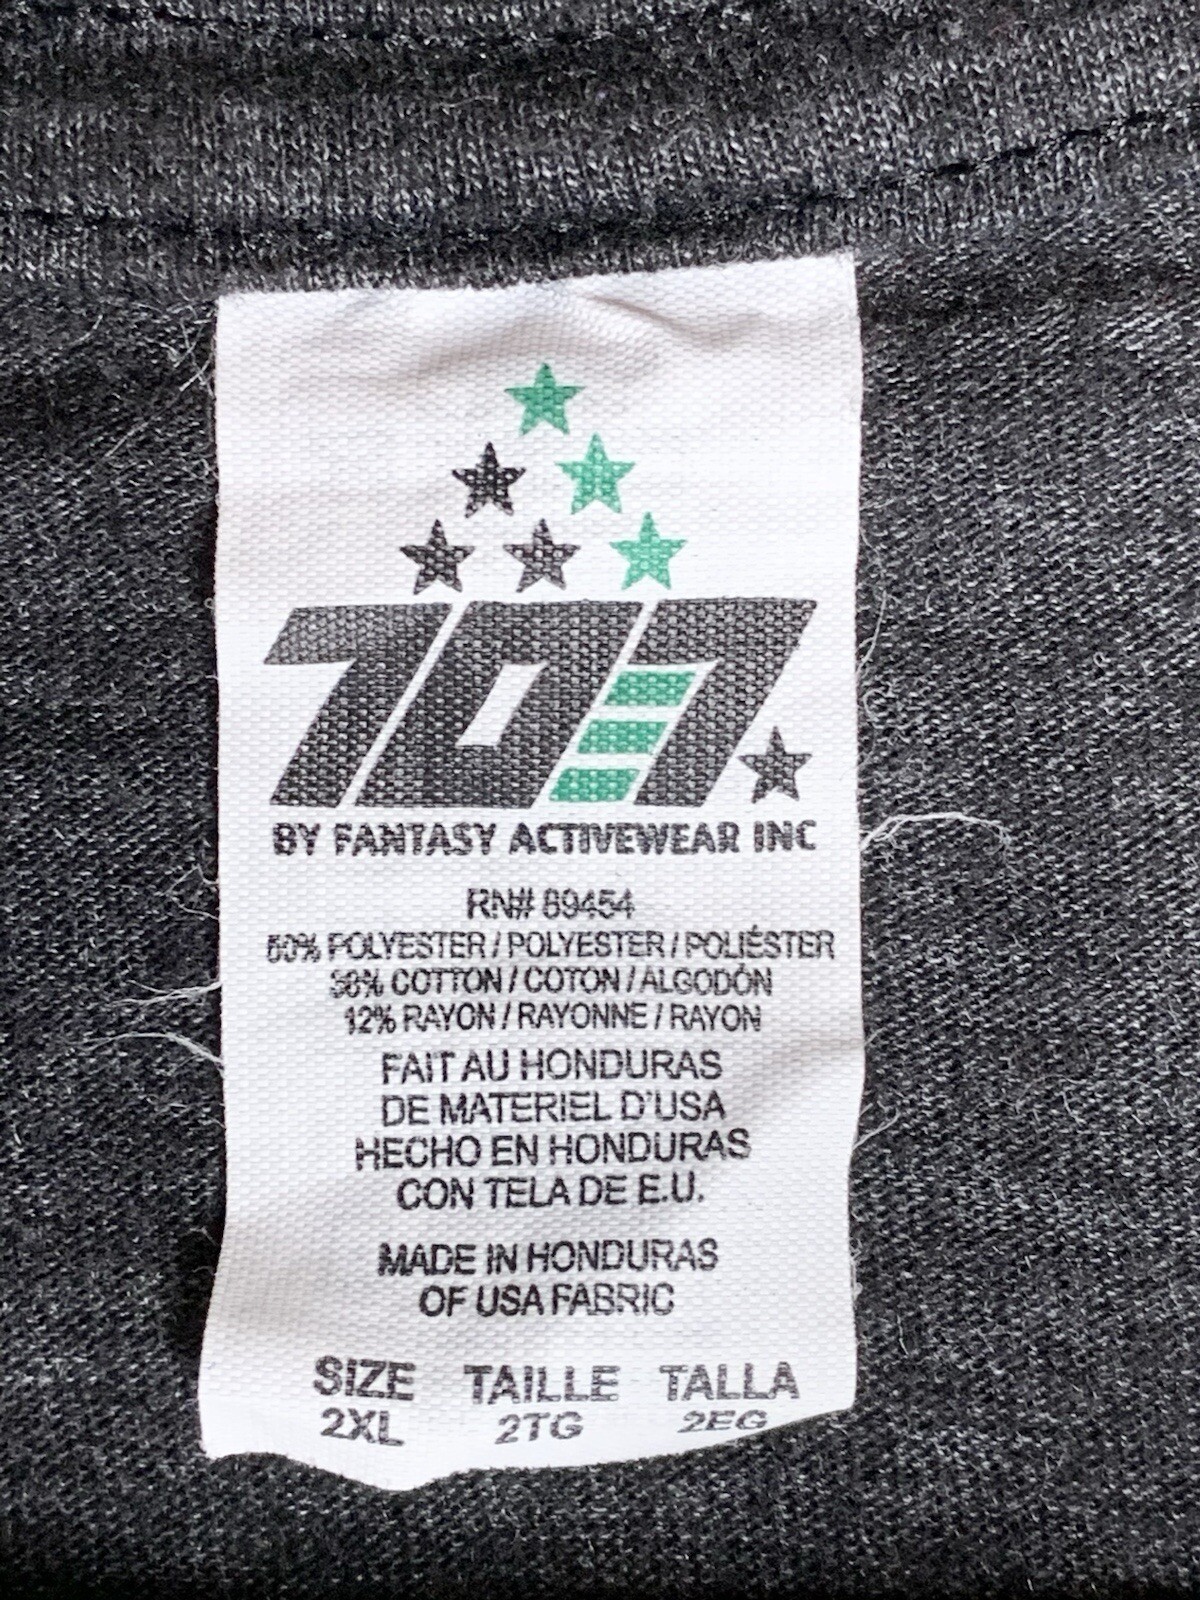 707
BY FANTASY ACTIVEWEAR INC
RN# 89454
50% POLYESTER / POLYESTER / POLIÉSTER
38% COTTON / COTON / ALGODÓN
12% RAYON / RAYONNE / RAYON
FAIT AU HONDURAS
DE MATERIEL D'USA
HECHO EN HONDURAS
CON TELA DE E.U.
MADE IN HONDURAS
OF USA FABRIC
SIZE TAILLE TALLA
2XL 2TG 2EG